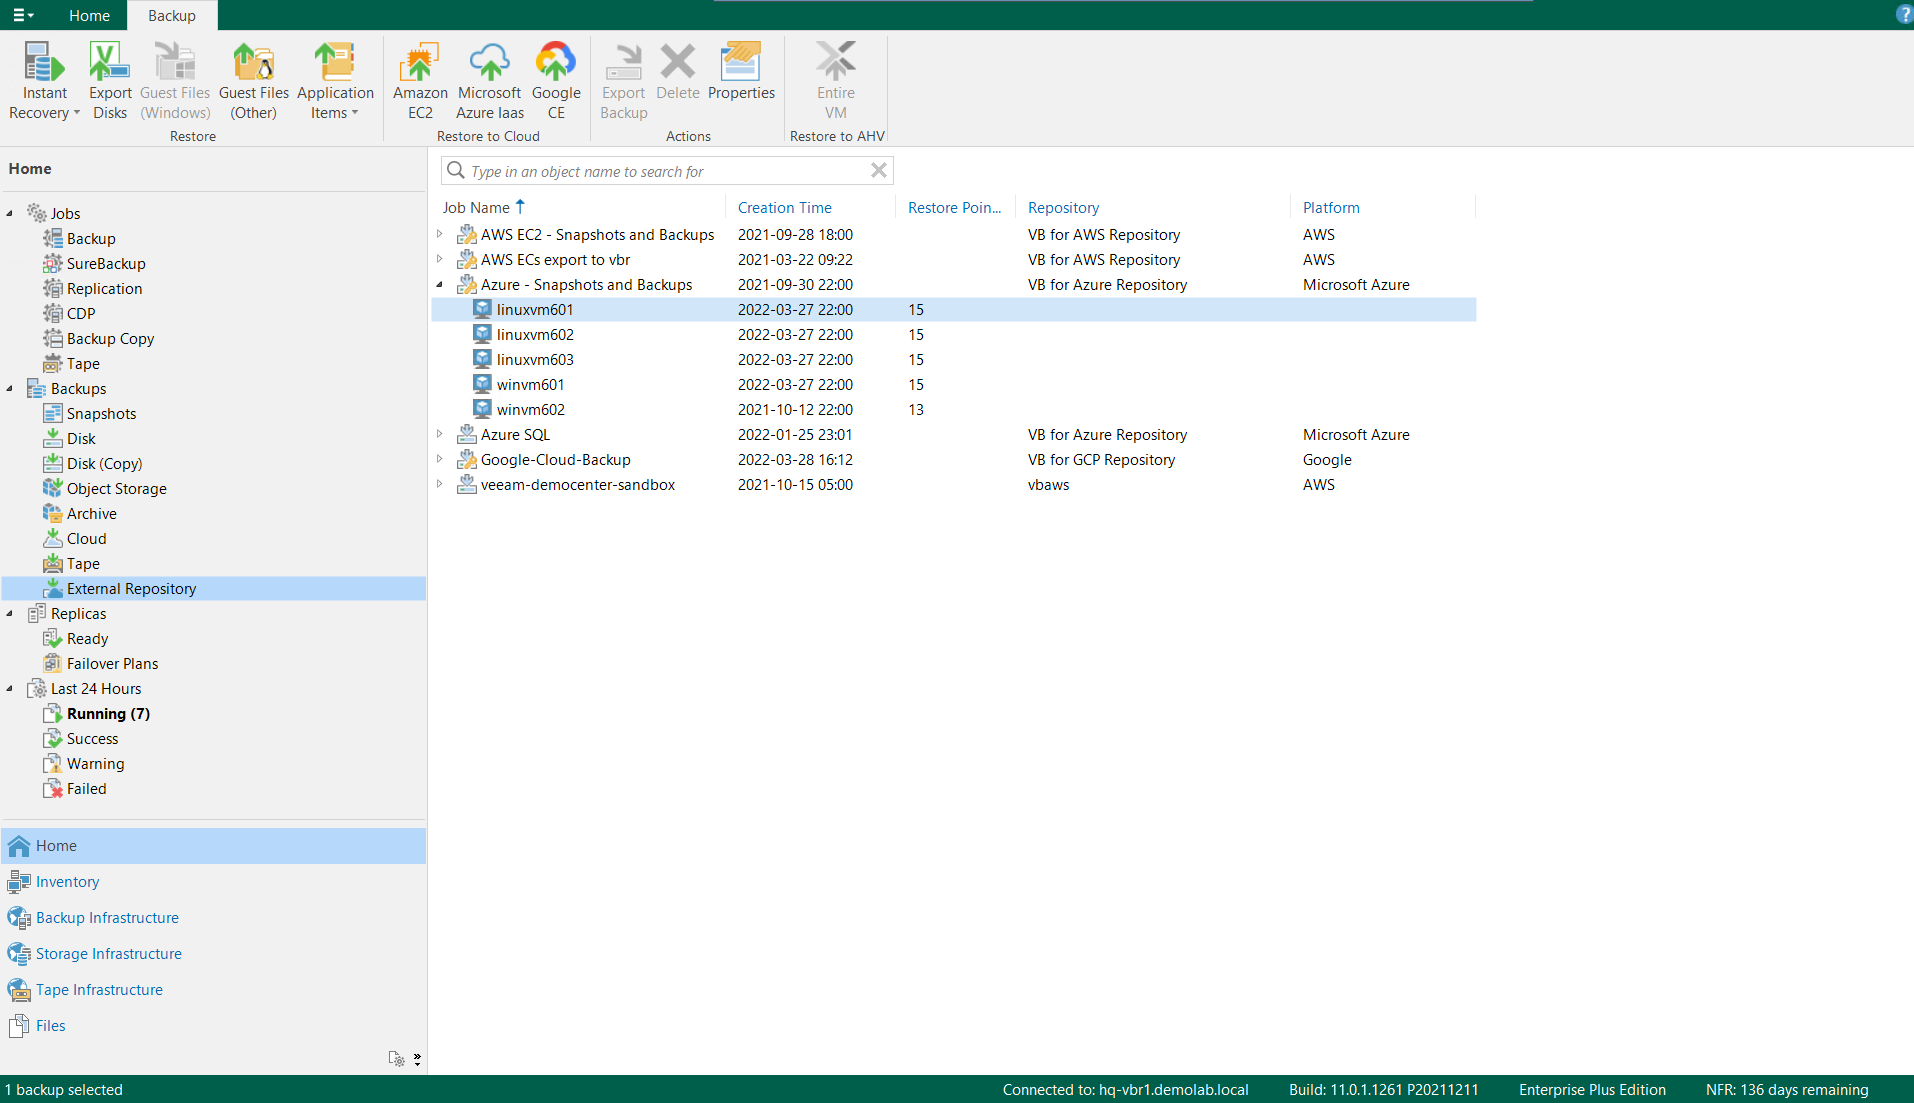 Home Backup
?
Instant Recovery
Export Disks
Guest Files (Windows)
Guest Files (Other)
Application Items
Restore
Amazon EC2
Microsoft Azure Iaas
Google CE
Restore to Cloud
Export Backup
Delete
Properties
Actions
Entire VM
Restore to AHV
Home
Jobs
Backup
SureBackup
Replication
CDP
Backup Copy
Tape
Backups
Snapshots
Disk
Disk (Copy)
Object Storage
Archive
Cloud
Tape
External Repository
Replicas
Ready
Failover Plans
Last 24 Hours
Running (7)
Success
Warning
Failed
Home
Inventory
Backup Infrastructure
Storage Infrastructure
Tape Infrastructure
Files
Type in an object name to search for
Job Name Creation Time Restore Poin... Repository Platform
AWS EC2 - Snapshots and Backups 2021-09-28 18:00 VB for AWS Repository AWS
AWS ECs export to vbr 2021-03-22 09:22 VB for AWS Repository AWS
Azure - Snapshots and Backups 2021-09-30 22:00 VB for Azure Repository Microsoft Azure
linuxvm601 2022-03-27 22:00 15
linuxvm602 2022-03-27 22:00 15
linuxvm603 2022-03-27 22:00 15
winvm601 2022-03-27 22:00 15
winvm602 2021-10-12 22:00 13
Azure SQL 2022-01-25 23:01 VB for Azure Repository Microsoft Azure
Google-Cloud-Backup 2022-03-28 16:12 VB for GCP Repository Google
veeam-democenter-sandbox 2021-10-15 05:00 vbaws AWS
1 backup selected Connected to: hq-vbr1.demolab.local Build: 11.0.1.1261 P20211211 Enterprise Plus Edition NFR: 136 days remaining